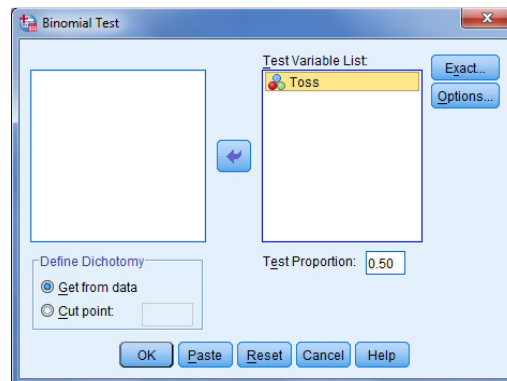 Binomial Test
Test Variable List:
Toss
Exact...
Options...
Define Dichotomy
Get from data
Cut point:
Test Proportion: 0.50
OK Paste Reset Cancel Help